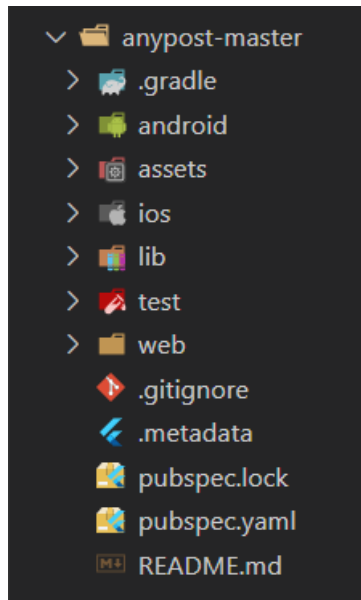 anypost-master
.gradle
android
assets
ios
lib
test
web
.gitignore
.metadata
pubspec.lock
pubspec.yaml
README.md